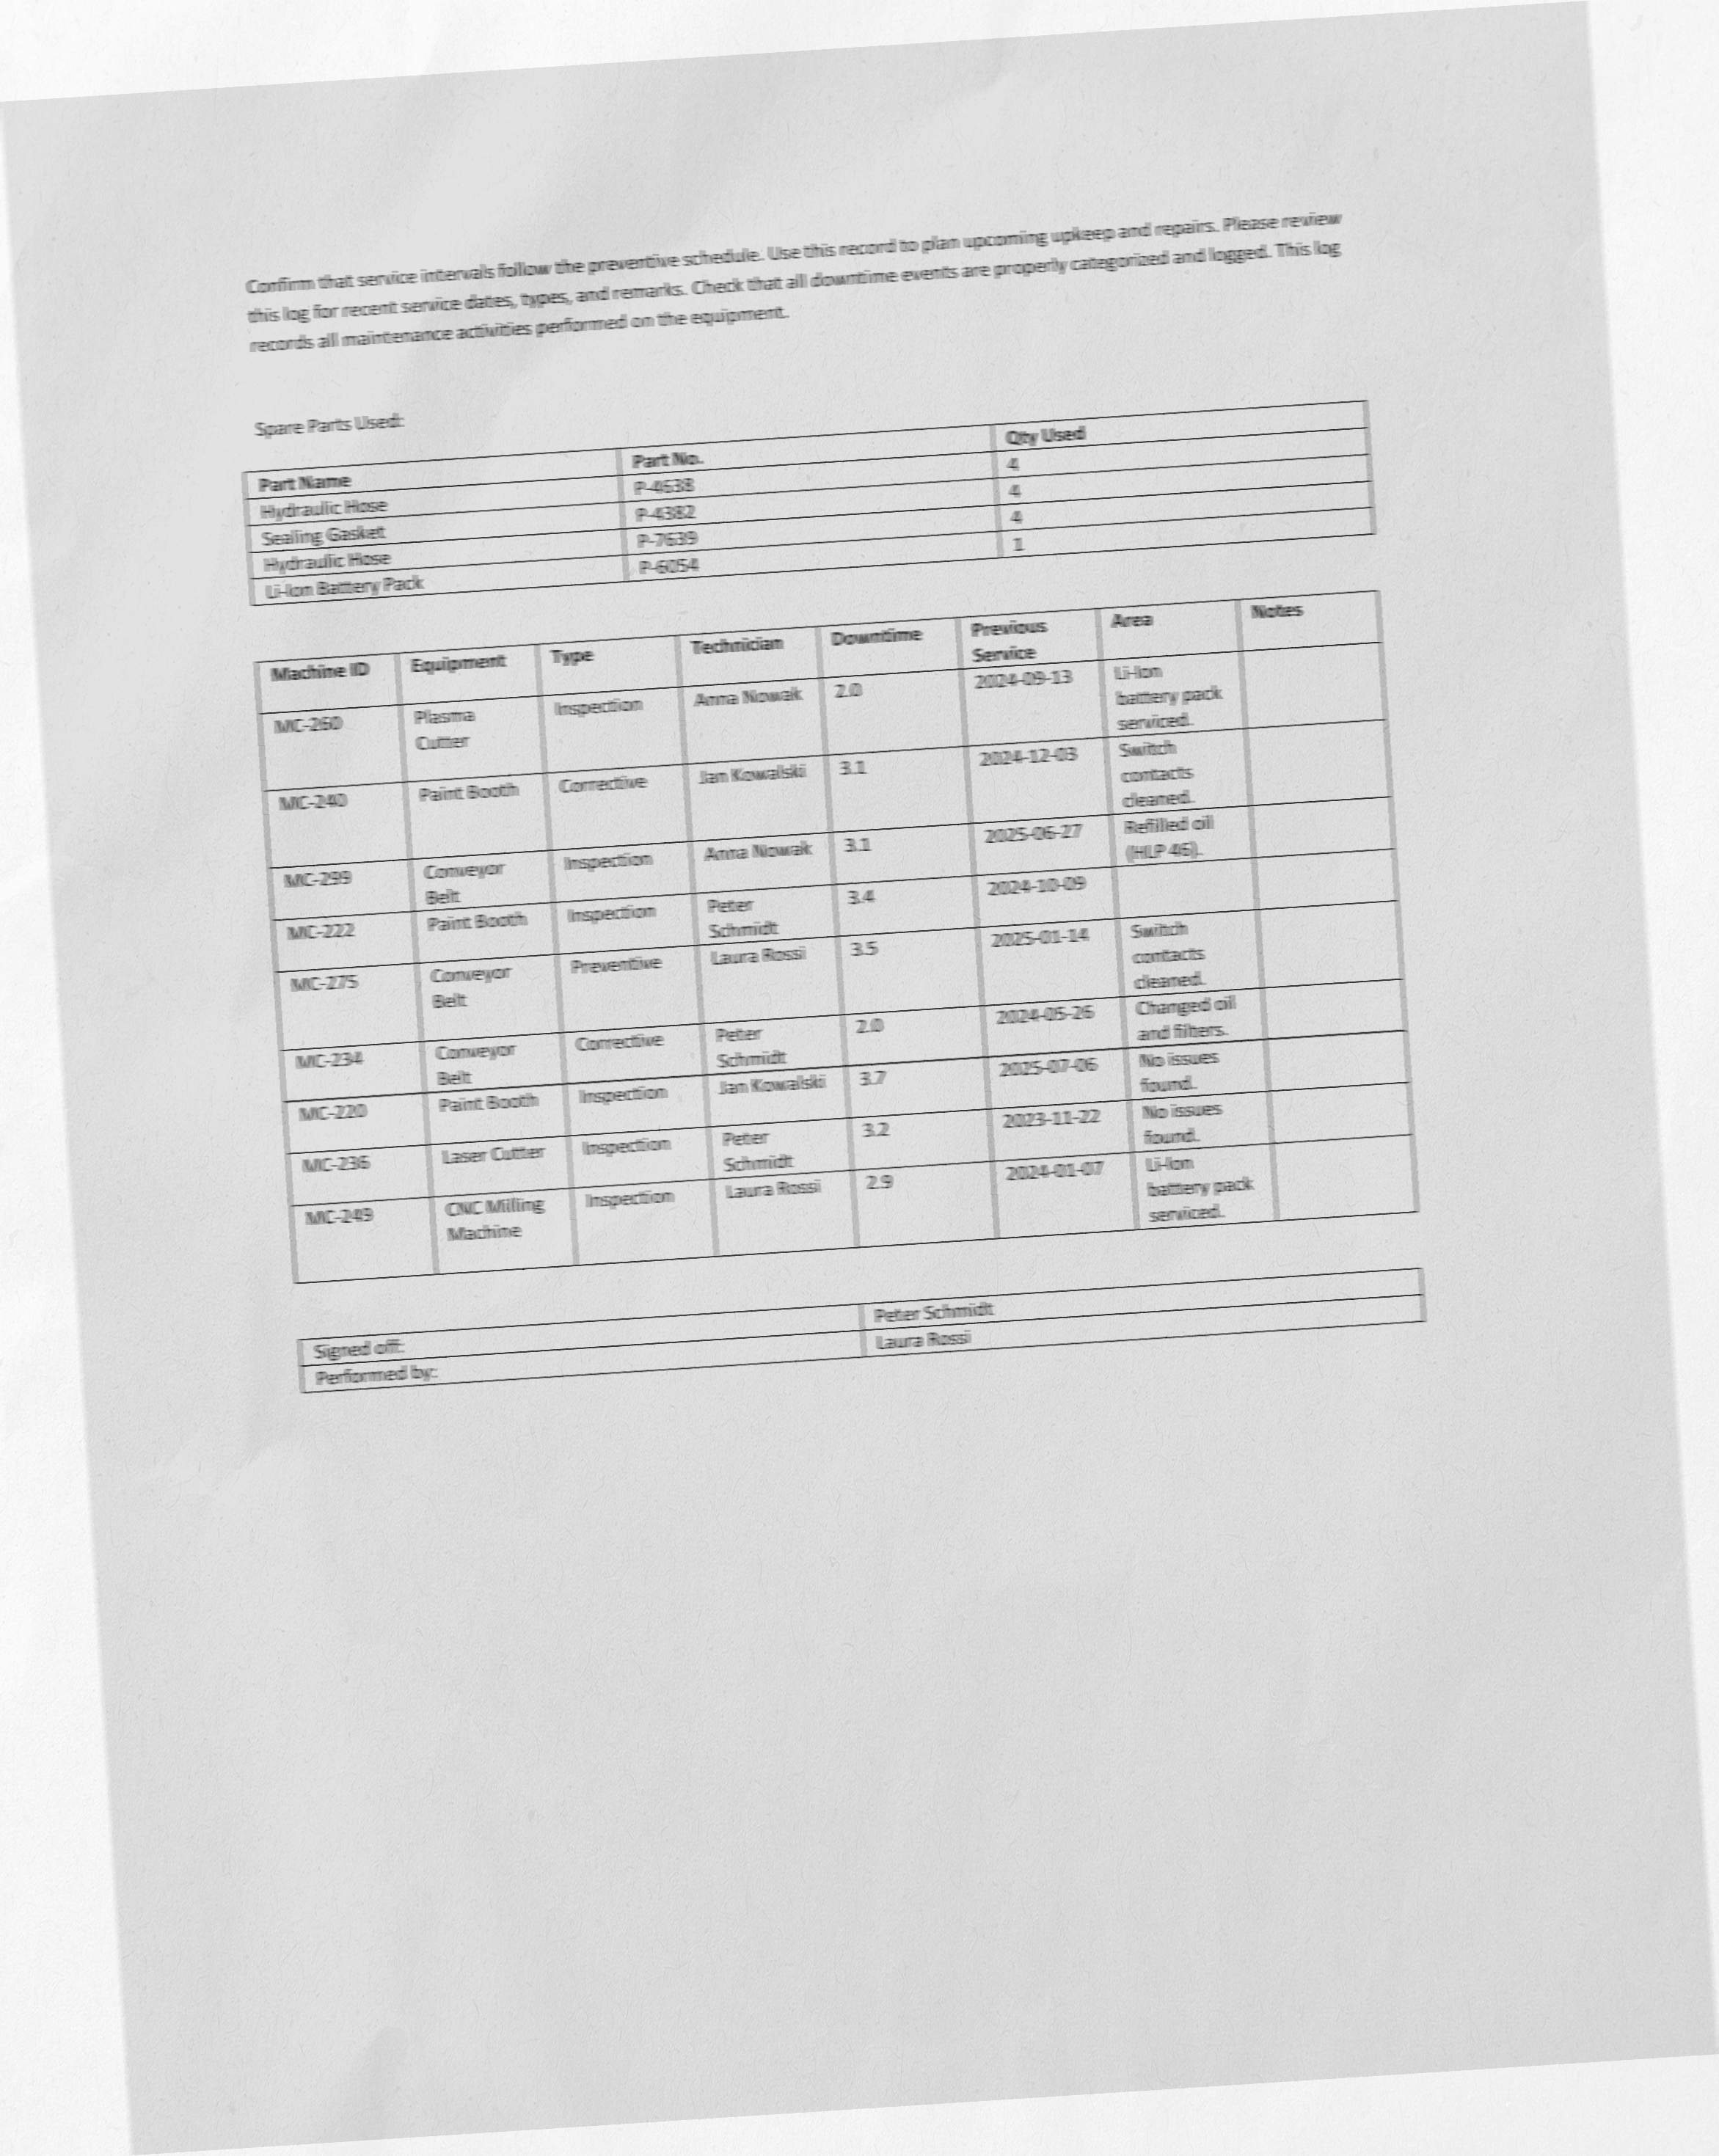 Confirm that service intervals follow the preventive schedule. Use this record to plan upcoming upkeep and repairs. Please review
this log for recent service dates, types, and remarks. Check that all downtime events are properly categorized and logged. This log
records all maintenance activities performed on the equipment.
Spare Parts Used:
Part Name Part No. Qty Used
Hydraulic Hose P-4638 4
Sealing Gasket P-4382 4
Hydraulic Hose P-7639 4
Li-Ion Battery Pack P-6054 1
Machine ID Equipment Type Technician Downtime Previous Service Area Notes
MC-260 Plasma Cutter Inspection Anna Nowak 2.0 2024-09-13 Li-Ion battery pack serviced.
MC-240 Paint Booth Corrective Jan Kowalski 3.1 2024-12-03 Switch contacts cleaned.
MC-299 Conveyor Belt Inspection Anna Nowak 3.1 2025-06-27 Refilled oil (HLP 46).
MC-222 Paint Booth Inspection Peter Schmidt 3.4 2024-10-09
MC-275 Conveyor Belt Preventive Laura Rossi 3.5 2025-01-14 Switch contacts cleaned.
MC-234 Conveyor Belt Corrective Peter Schmidt 2.0 2024-05-26 Changed oil and filters.
MC-220 Paint Booth Inspection Jan Kowalski 3.7 2025-07-06 No issues found.
MC-236 Laser Cutter Inspection Peter Schmidt 3.2 2023-11-22 No issues found.
MC-249 CNC Milling Machine Inspection Laura Rossi 2.9 2024-01-07 Li-Ion battery pack serviced.
Signed off: Peter Schmidt
Performed by: Laura Rossi